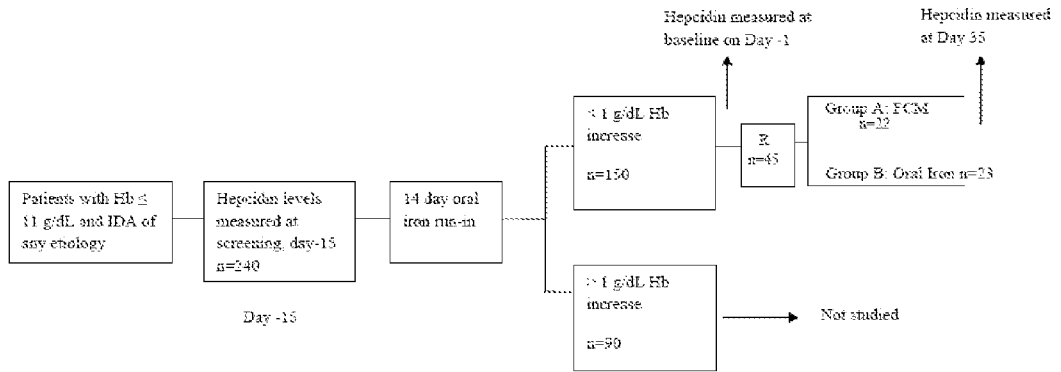 Hepcidin measured at
baseline on Day -1
Hepcidin measured
at Day 35
Patients with Hb ≤
11 g/dL and IDA of
any etiology
Hepcidin levels
measured at
screening, day-15
n=240
Day -15
14 day oral
iron run-in
< 1 g/dL Hb
increase
n=150
R
n=45
Group A: FCM
n=22
Group B: Oral Iron n=23
1 g/dL Hb
increase
n=90
Not studied